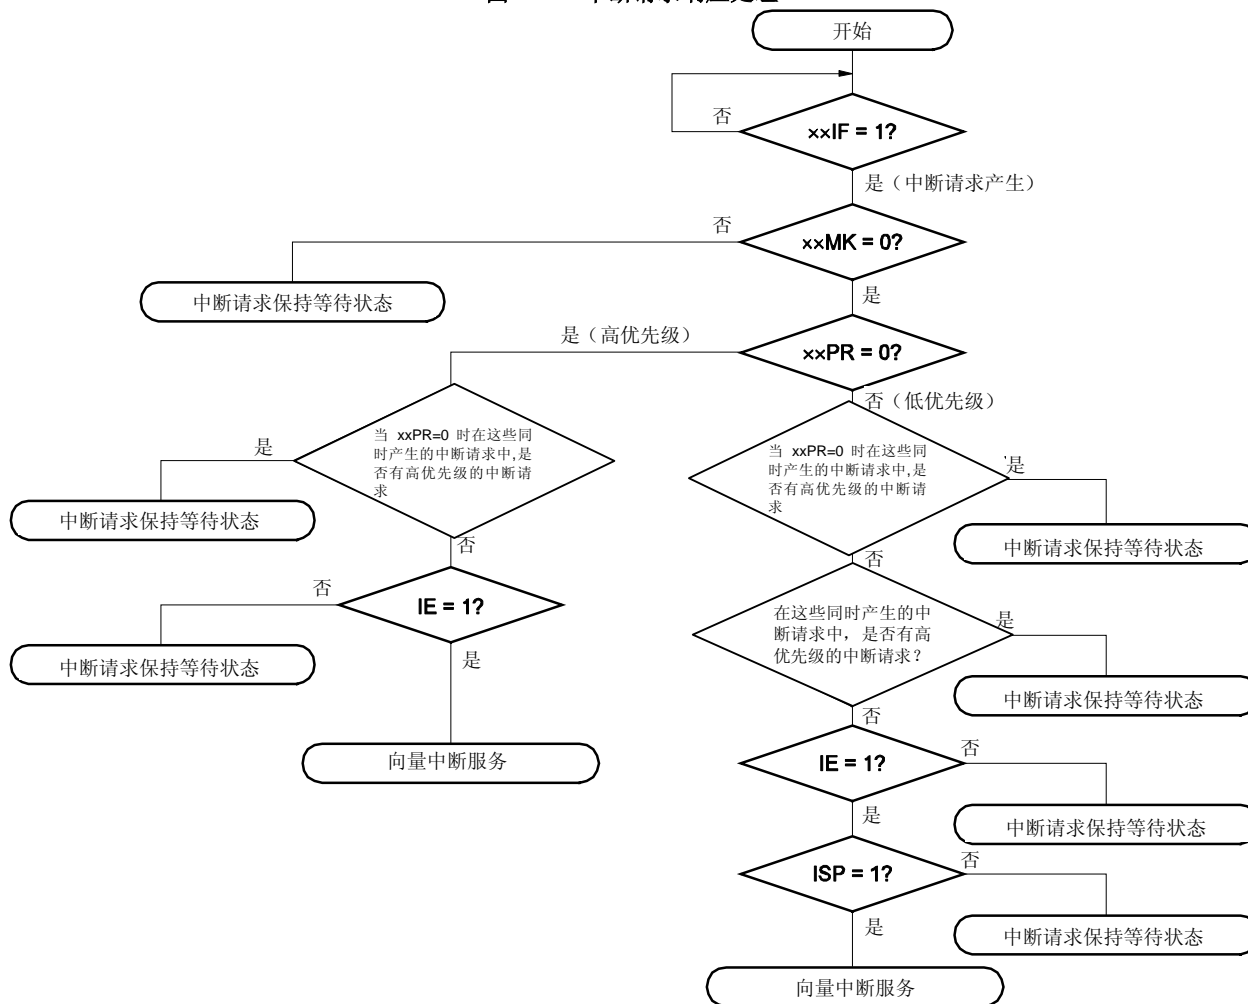 开始
否
××IF = 1?
是（中断请求产生）
否
××MK = 0?
中断请求保持等待状态
是
是（高优先级）
××PR = 0?
否（低优先级）
当 xxPR=0 时在这些同
时产生的中断请求中,是
否有高优先级的中断请
求
是
中断请求保持等待状态
否
当 xxPR=0 时在这些同
时产生的中断请求中,是
否有高优先级的中断请
求
是
中断请求保持等待状态
否
否
IE = 1?
中断请求保持等待状态
是
向量中断服务
在这些同时产生的中
断请求中，是否有高
优先级的中断请求？
是
中断请求保持等待状态
否
IE = 1?
否
中断请求保持等待状态
是
ISP = 1?
否
中断请求保持等待状态
是
向量中断服务